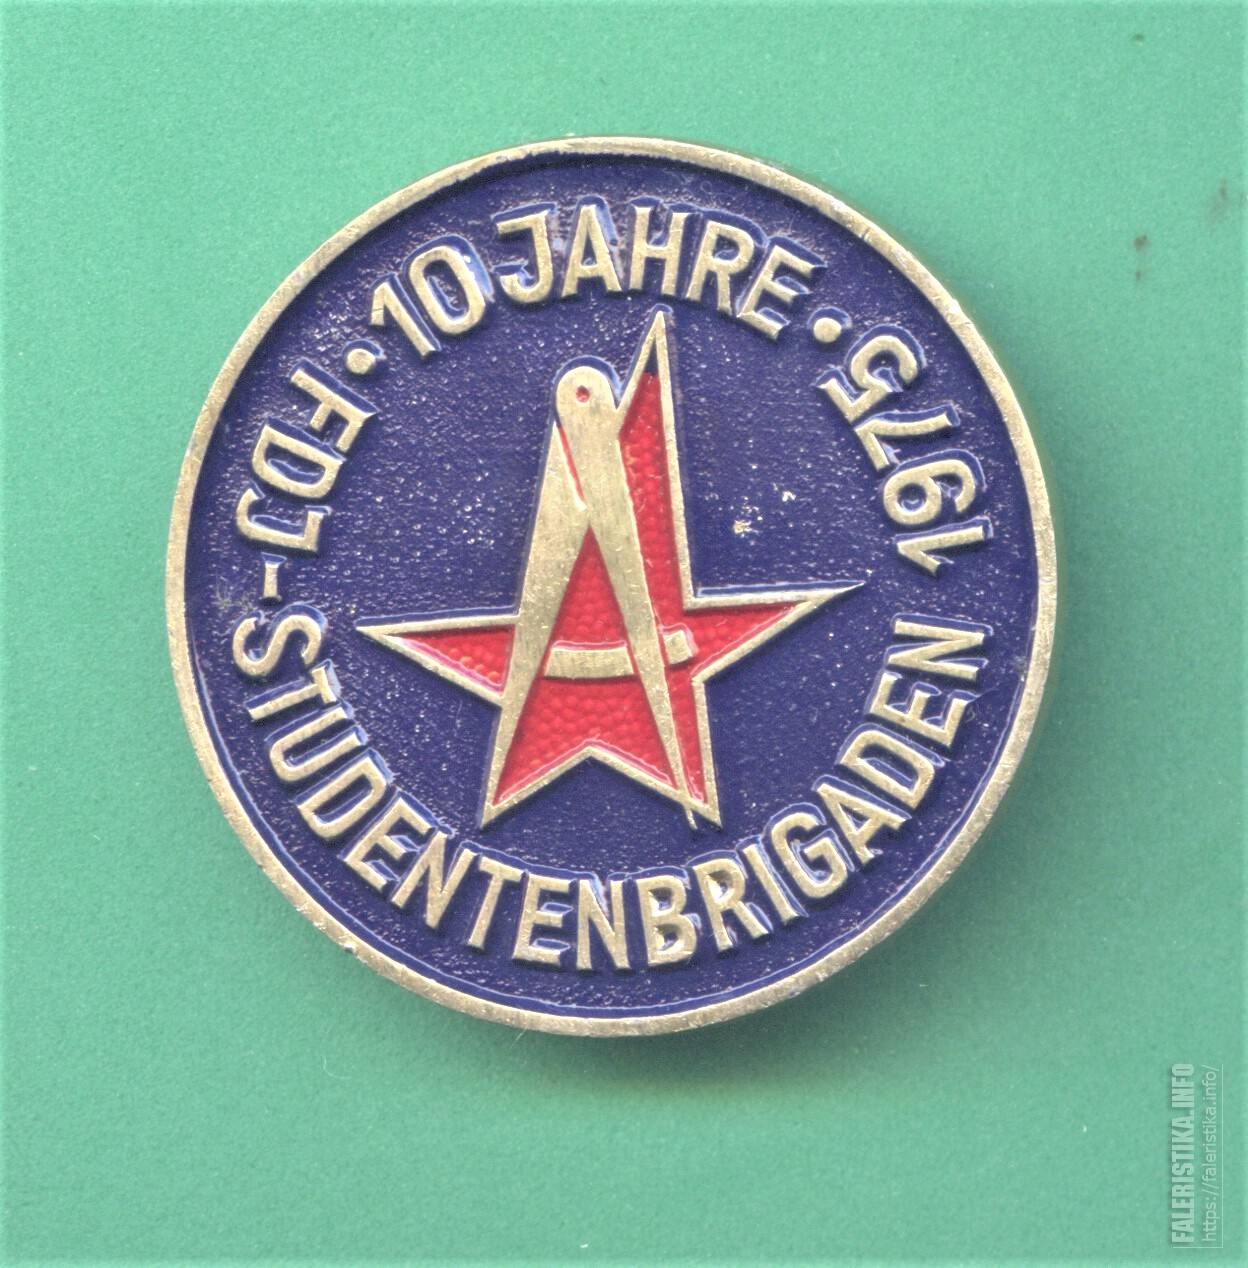 · 10 JAHRE ·
FDJ-STUDENTENBRIGADEN 1975
FALERISTIKA.INFO
https://faleristika.info/